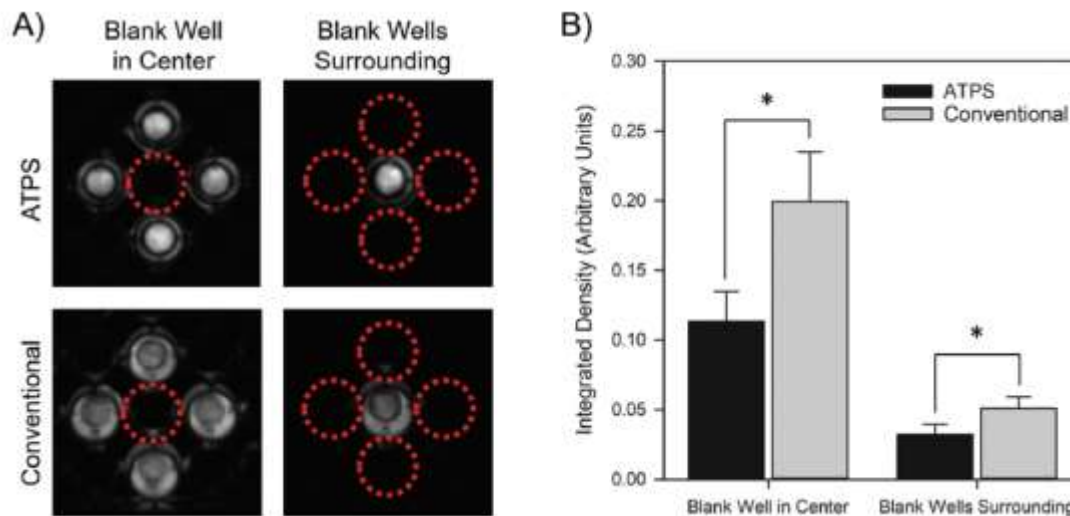 A)
Blank Well
in Center
Blank Wells
Surrounding
ATPS
Conventional
B)
Integrated Density (Arbitrary Units)
0.30
0.25
0.20
0.15
0.10
0.05
0.00
ATPS
Conventional
*
*
Blank Well in Center
Blank Wells Surrounding